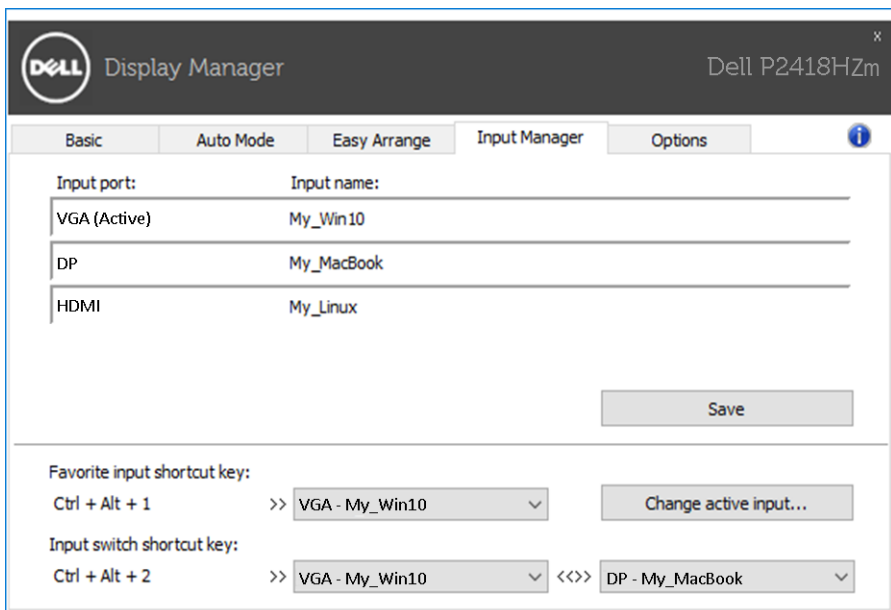 DELL Display Manager Dell P2418HZm x
Basic Auto Mode Easy Arrange Input Manager Options i
Input port: Input name:
VGA (Active) My_Win10
DP My_MacBook
HDMI My_Linux
Save
Favorite input shortcut key:
Ctrl + Alt + 1 >> VGA - My_Win10 Change active input...
Input switch shortcut key:
Ctrl + Alt + 2 >> VGA - My_Win10 <<>> DP - My_MacBook